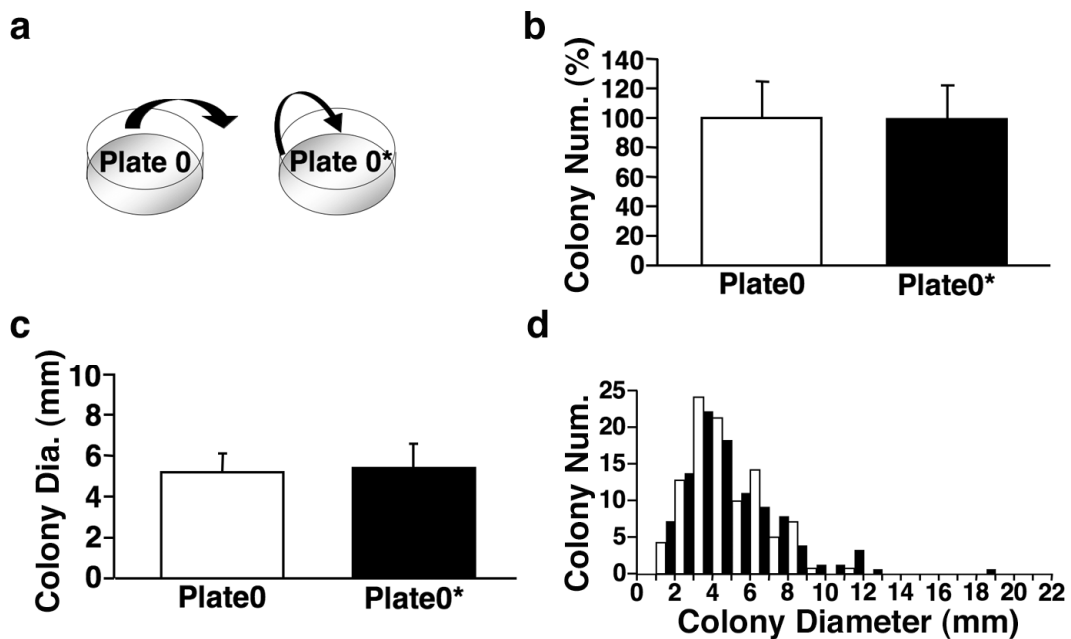 a
Plate 0
Plate 0*
b
Colony Num. (%)
140
120
100
80
60
40
20
0
Plate0
Plate0*
c
Colony Dia. (mm)
10
8
6
4
2
0
Plate0
Plate0*
d
Colony Num.
25
20
15
10
5
0
0 2 4 6 8 10 12 14 16 18 20 22
Colony Diameter (mm)